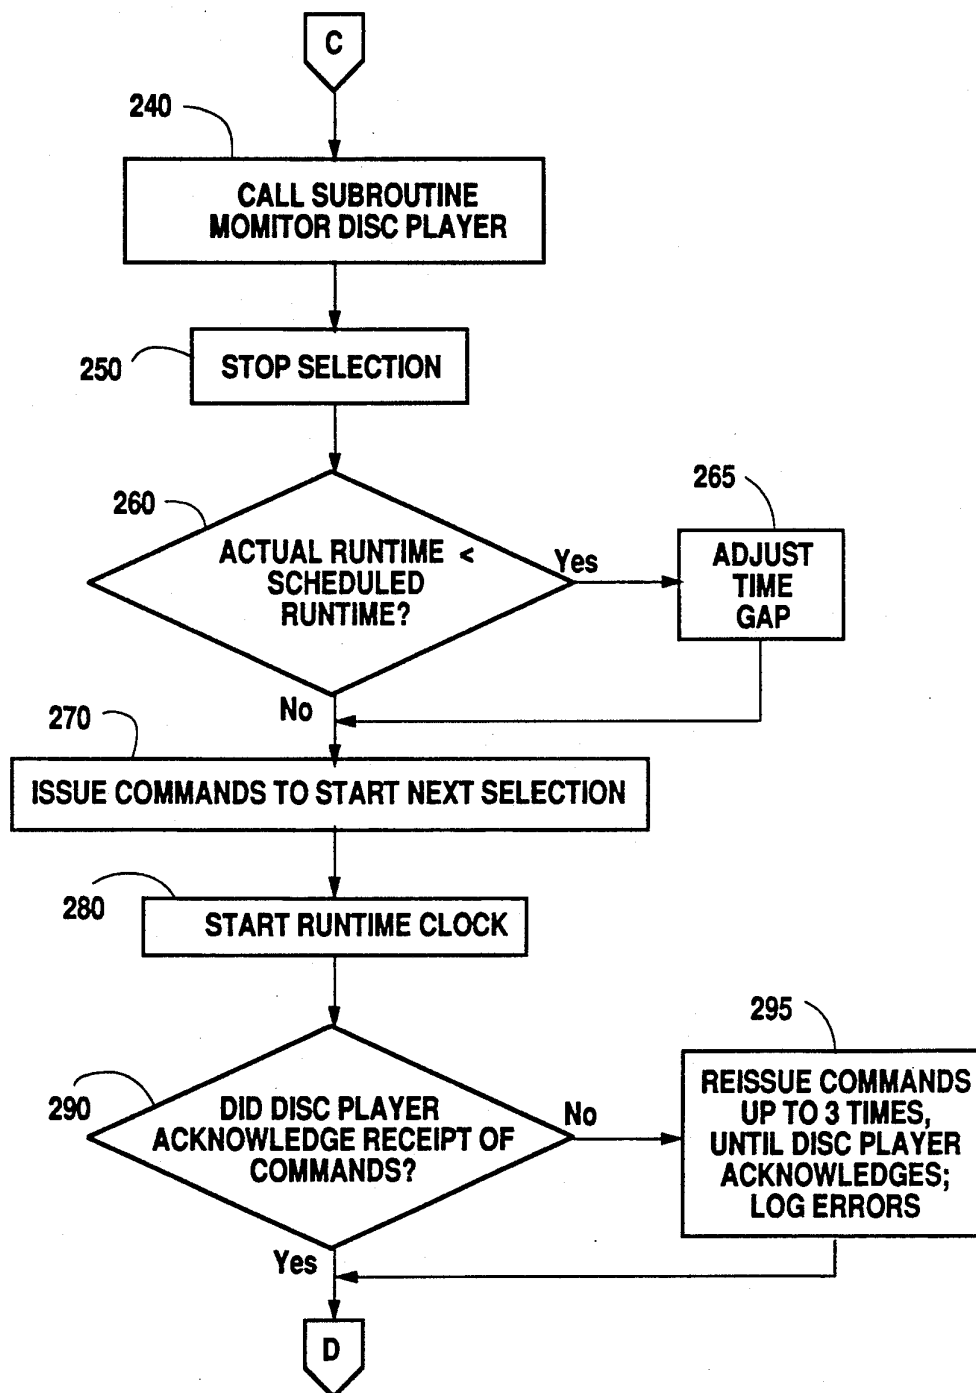 C
240
CALL SUBROUTINE
MOMITOR DISC PLAYER
250
STOP SELECTION
260
ACTUAL RUNTIME <
SCHEDULED
RUNTIME?
Yes
265
ADJUST
TIME
GAP
No
270
ISSUE COMMANDS TO START NEXT SELECTION
280
START RUNTIME CLOCK
290
DID DISC PLAYER
ACKNOWLEDGE RECEIPT OF
COMMANDS?
No
295
REISSUE COMMANDS
UP TO 3 TIMES,
UNTIL DISC PLAYER
ACKNOWLEDGES;
LOG ERRORS
Yes
D